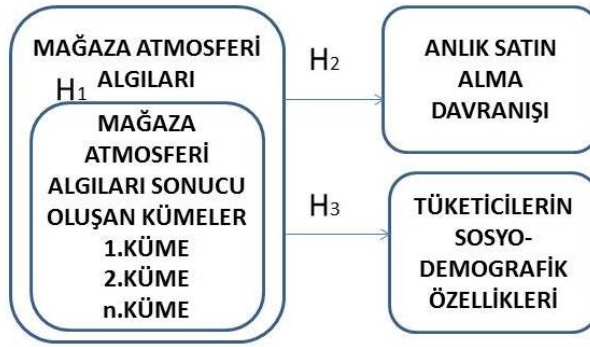 MAĞAZA ATMOSFERİ
ALGILARI
H1
MAĞAZA
ATMOSFERİ
ALGILARI SONUCU
OLUŞAN KÜMELER
1.KÜME
2.KÜME
n.KÜME
H2
ANLIK SATIN
ALMA
DAVRANIŞI
H3
TÜKETİCİLERİN
SOSYO-
DEMOGRAFİK
ÖZELLİKLERİ